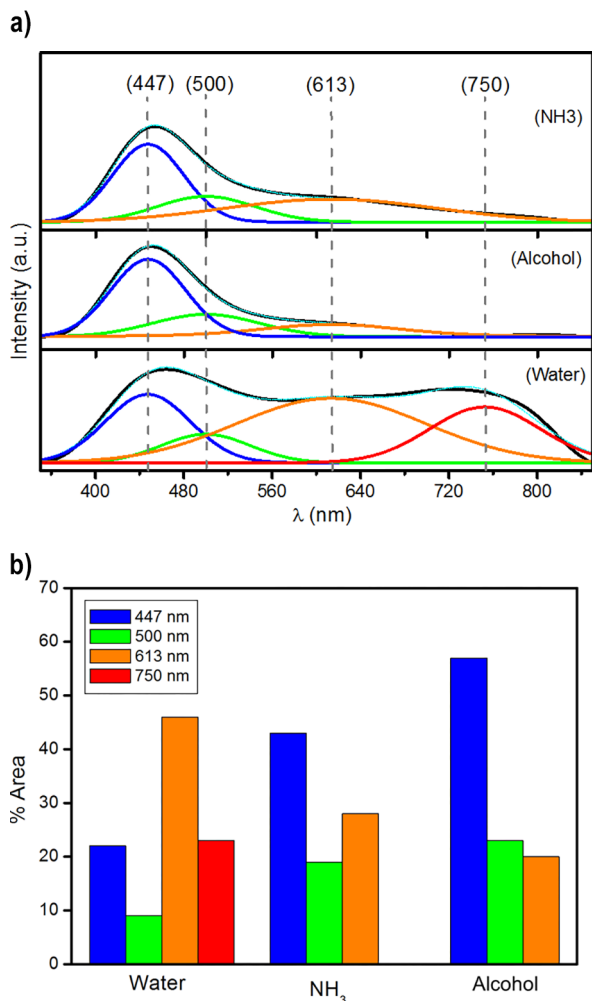 a)
(447) (500) (613) (750)
(NH3)
(Alcohol)
(Water)
Intensity (a.u.)
400 480 560 640 720 800
λ (nm)
b)
70
60
50
40
30
20
10
0
% Area
447 nm
500 nm
613 nm
750 nm
Water NH₃ Alcohol